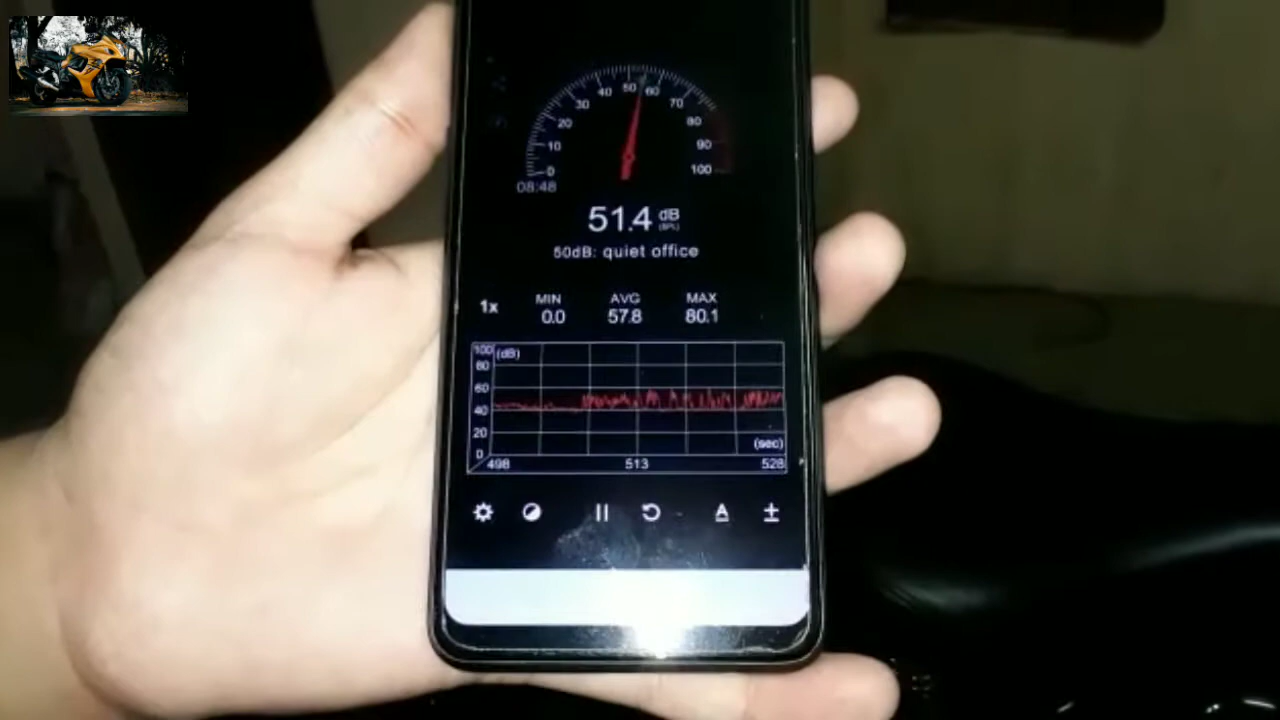 0 10 20 30 40 50 60 70 80 90 100
08:48
51.4 dB
(SPL)
50dB: quiet office
1x
MIN AVG MAX
0.0 57.8 80.1
100 (dB)
80
60
40
20
0 (sec)
498 513 528
A ±